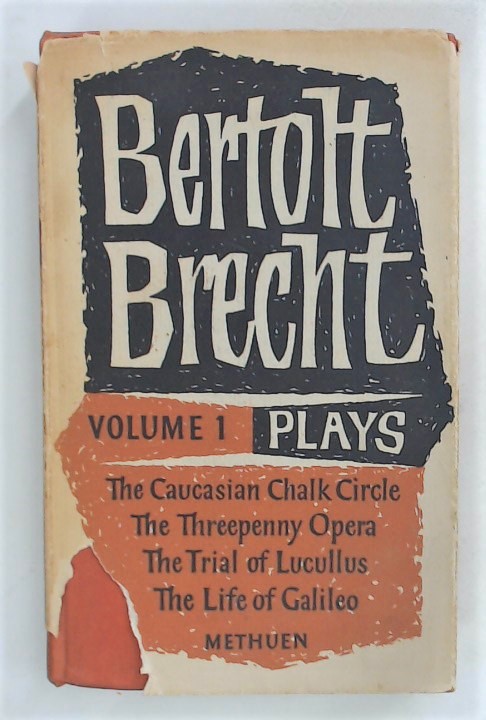 Bertolt
Brecht
VOLUME 1 PLAYS
The Caucasian Chalk Circle
The Threepenny Opera
The Trial of Lucullus
The Life of Galileo
METHUEN